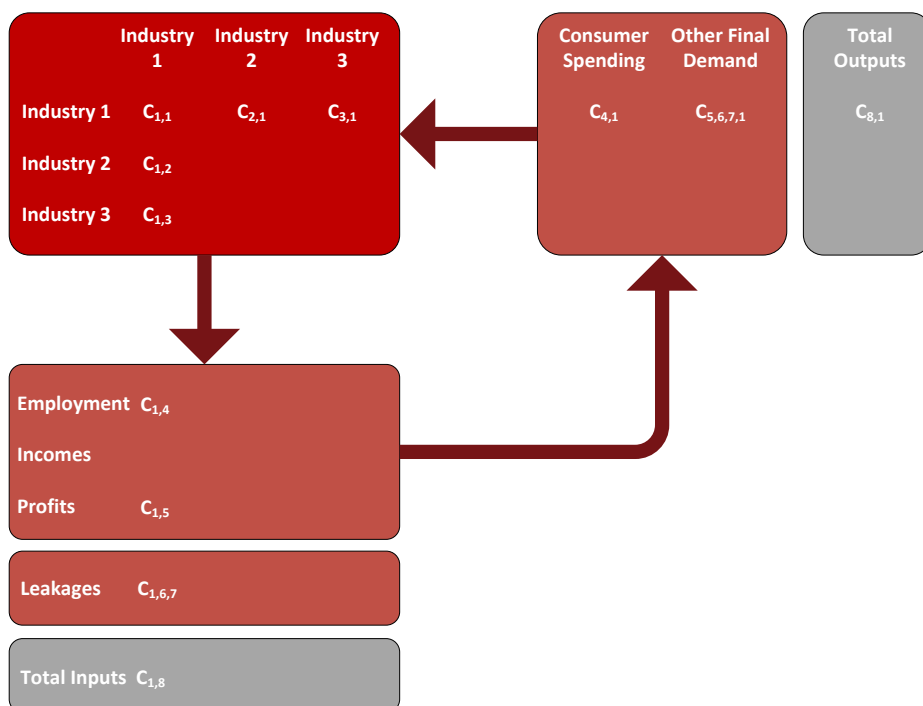 Industry 1 Industry 2 Industry 3 Consumer Spending Other Final Demand Total Outputs
Industry 1 C1,1 C2,1 C3,1 C4,1 C5,6,7,1 C8,1
Industry 2 C1,2
Industry 3 C1,3
Employment C1,4
Incomes
Profits C1,5
Leakages C1,6,7
Total Inputs C1,8